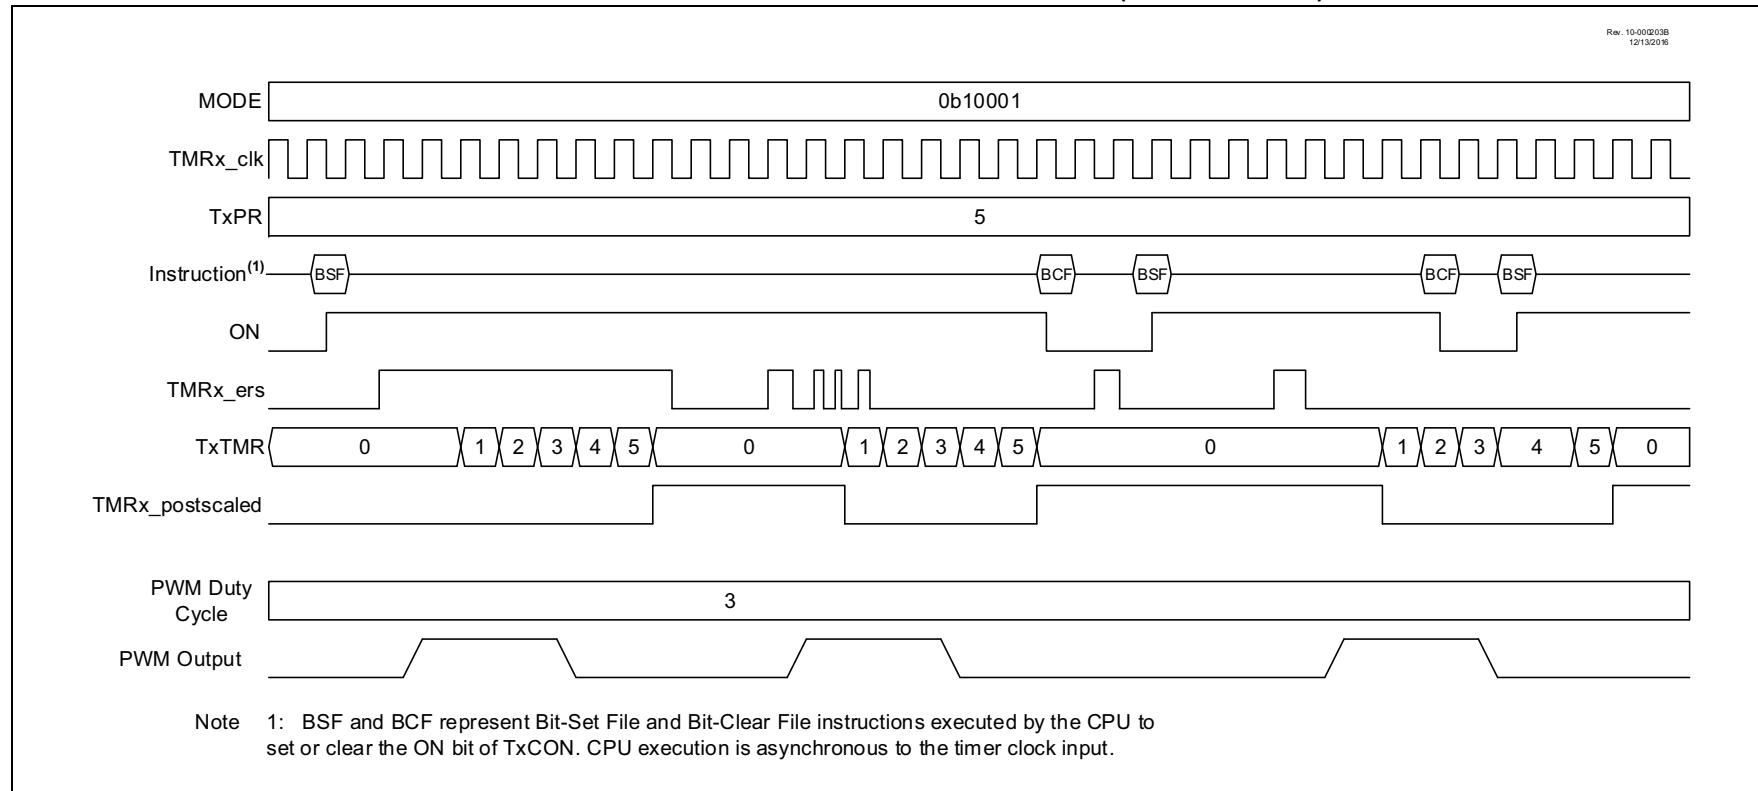 Rev. 10-000203B
12/13/2016
MODE 0b10001
TMRx_clk
TxPR 5
Instruction(1) BSF BCF BSF BCF BSF
ON
TMRx_ers
TxTMR 0 1 2 3 4 5 0 1 2 3 4 5 0 1 2 3 4 5 0
TMRx_postscaled
PWM Duty
Cycle 3
PWM Output
Note 1: BSF and BCF represent Bit-Set File and Bit-Clear File instructions executed by the CPU to
set or clear the ON bit of TxCON. CPU execution is asynchronous to the timer clock input.